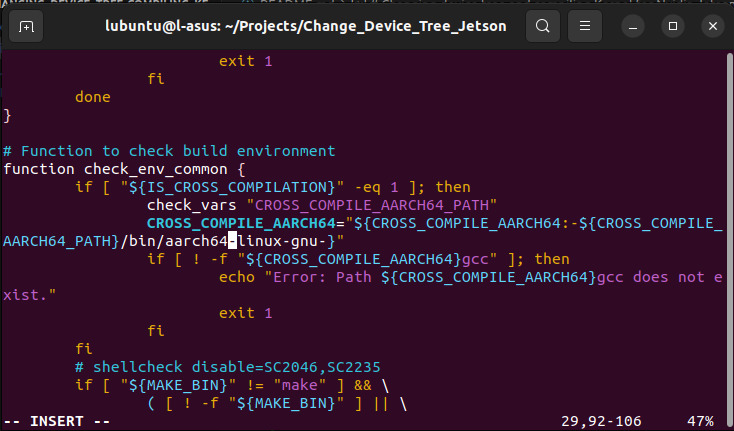 lubuntu@l-asus: ~/Projects/Change_Device_Tree_Jetson
exit 1
fi
done
}
# Function to check build environment
function check_env_common {
if [ "${IS_CROSS_COMPILATION}" -eq 1 ]; then
check_vars "CROSS_COMPILE_AARCH64_PATH"
CROSS_COMPILE_AARCH64="${CROSS_COMPILE_AARCH64:-${CROSS_COMPILE_
AARCH64_PATH}/bin/aarch64-linux-gnu-}"
if [ ! -f "${CROSS_COMPILE_AARCH64}gcc" ]; then
echo "Error: Path ${CROSS_COMPILE_AARCH64}gcc does not e
xist."
exit 1
fi
fi
# shellcheck disable=SC2046,SC2235
if [ "${MAKE_BIN}" != "make" ] && \
( [ ! -f "${MAKE_BIN}" ] || \
-- INSERT -- 29,92-106 47%